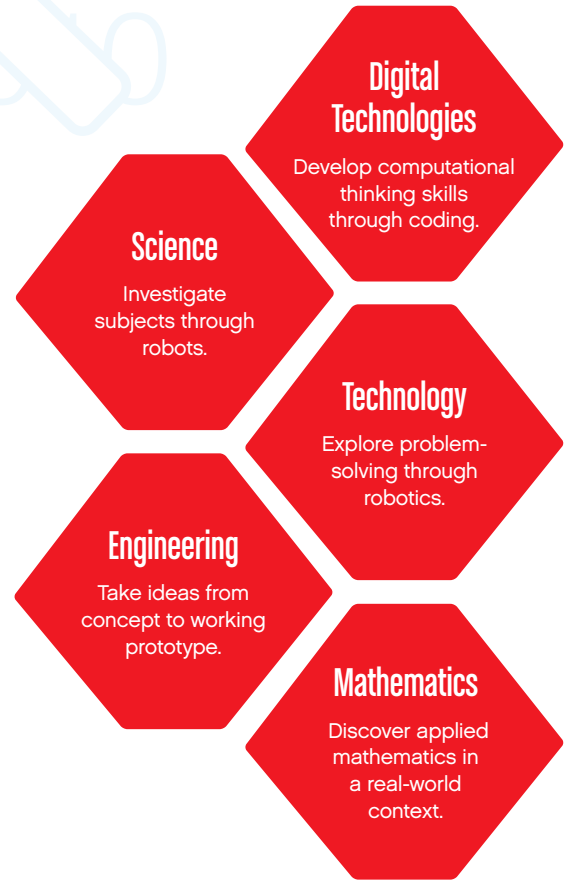 Digital
Technologies
Develop computational
thinking skills
through coding.
Science
Investigate
subjects through
robots.
Technology
Explore problem-
solving through
robotics.
Engineering
Take ideas from
concept to working
prototype.
Mathematics
Discover applied
mathematics in
a real-world
context.